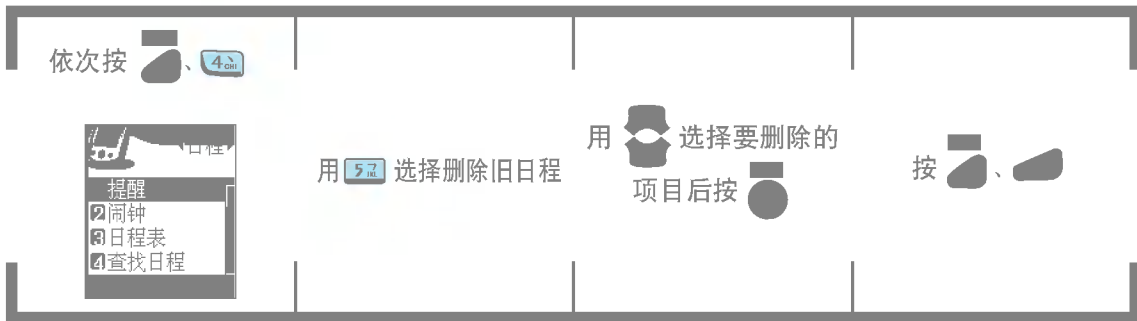 依次按 、4、CHI
日程
提醒
2闹钟
3日程表
4查找日程
用5 JKL 选择删除旧日程
用 选择要删除的
项目后按
按 、